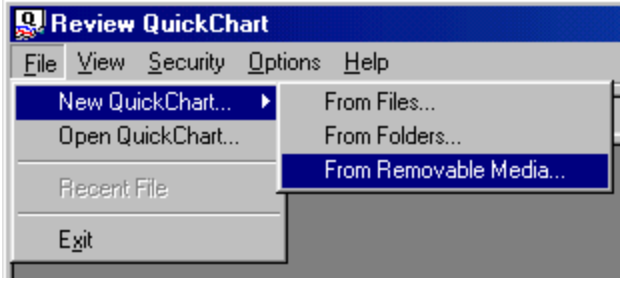 Review QuickChart
File View Security Options Help
New QuickChart...
From Files...
Open QuickChart...
From Folders...
From Removable Media...
Recent File
Exit